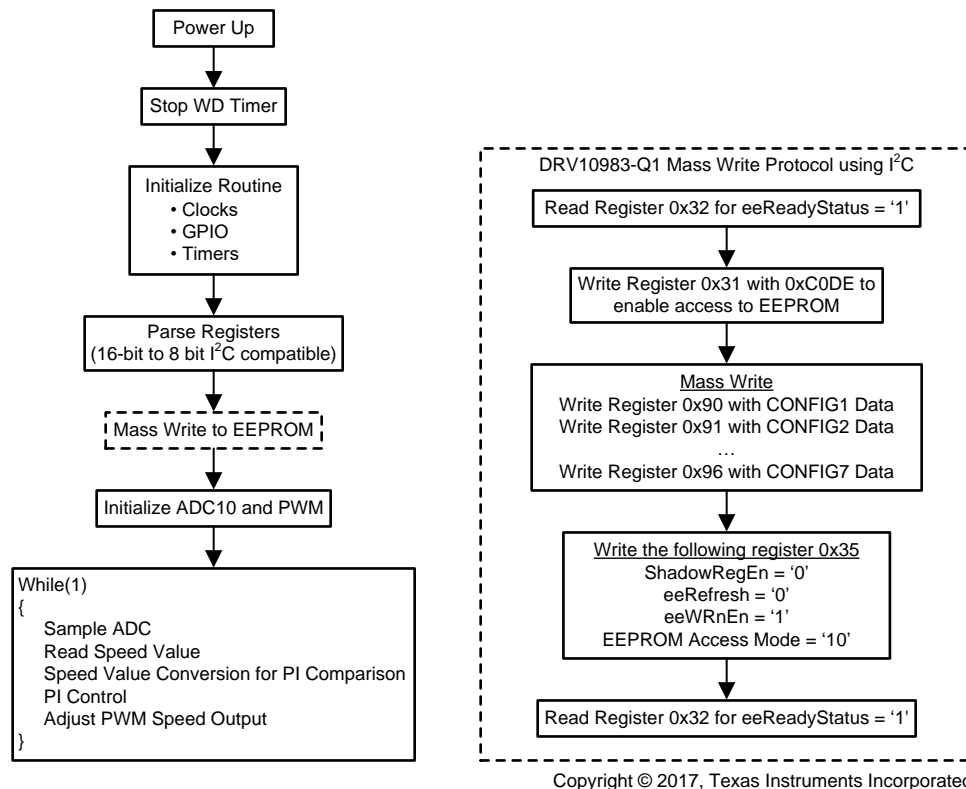 Power Up
Stop WD Timer
Initialize Routine
• Clocks
• GPIO
• Timers
Parse Registers
(16-bit to 8 bit I²C compatible)
Mass Write to EEPROM
Initialize ADC10 and PWM
While(1)
{
Sample ADC
Read Speed Value
Speed Value Conversion for PI Comparison
PI Control
Adjust PWM Speed Output
}
DRV10983-Q1 Mass Write Protocol using I²C
Read Register 0x32 for eeReadyStatus = ‘1’
Write Register 0x31 with 0xC0DE to
enable access to EEPROM
Mass Write
Write Register 0x90 with CONFIG1 Data
Write Register 0x91 with CONFIG2 Data
…
Write Register 0x96 with CONFIG7 Data
Write the following register 0x35
ShadowRegEn = ‘0’
eeRefresh = ‘0’
eeWRnEn = ‘1’
EEPROM Access Mode = ‘10’
Read Register 0x32 for eeReadyStatus = ‘1’
Copyright © 2017, Texas Instruments Incorporated